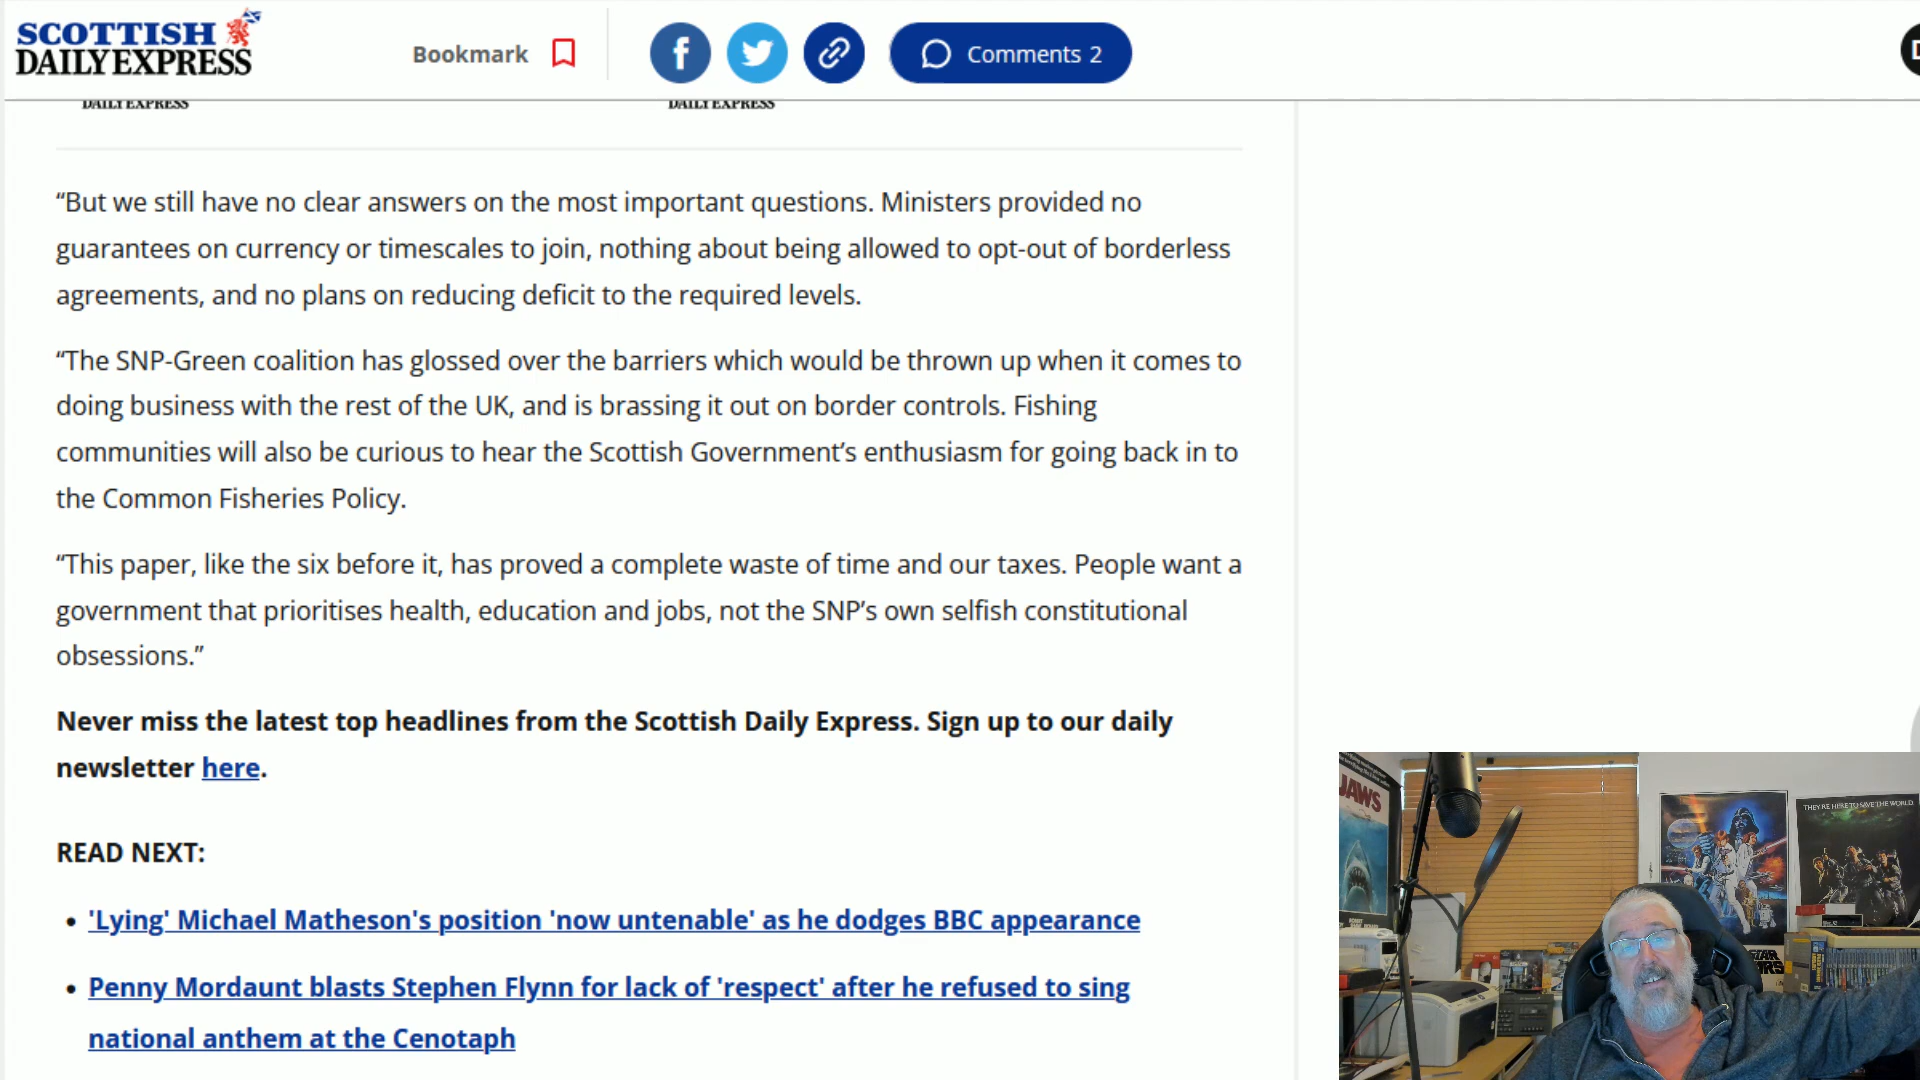 SCOTTISH
DAILY EXPRESS
Bookmark
Comments 2
DAILY EXPRESS
DAILY EXPRESS
“But we still have no clear answers on the most important questions. Ministers provided no
guarantees on currency or timescales to join, nothing about being allowed to opt-out of borderless
agreements, and no plans on reducing deficit to the required levels.
“The SNP-Green coalition has glossed over the barriers which would be thrown up when it comes to
doing business with the rest of the UK, and is brassing it out on border controls. Fishing
communities will also be curious to hear the Scottish Government’s enthusiasm for going back in to
the Common Fisheries Policy.
“This paper, like the six before it, has proved a complete waste of time and our taxes. People want a
government that prioritises health, education and jobs, not the SNP’s own selfish constitutional
obsessions.”
Never miss the latest top headlines from the Scottish Daily Express. Sign up to our daily
newsletter here.
READ NEXT:
• 'Lying' Michael Matheson's position 'now untenable' as he dodges BBC appearance
• Penny Mordaunt blasts Stephen Flynn for lack of 'respect' after he refused to sing
national anthem at the Cenotaph
JAWS
THEY'RE HERE TO SAVE THE WORLD
STAR
WARS